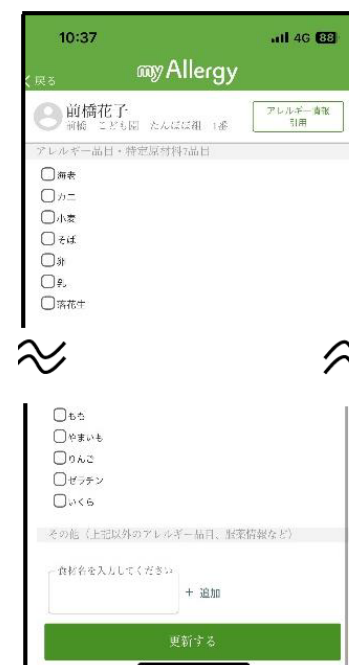 10:37 4G 88
戻る myAllergy
前橋花子
前橋 こども園 たんぽぽ組 1番
アレルギー情報
引用
アレルギー品目・特定原材料7品目
海老
カニ
小麦
そば
卵
乳
落花生
もも
やまいも
りんご
ゼラチン
いくら
その他(上記以外のアレルギー品目、服薬情報など)
食材名を入力してください
+ 追加
更新する